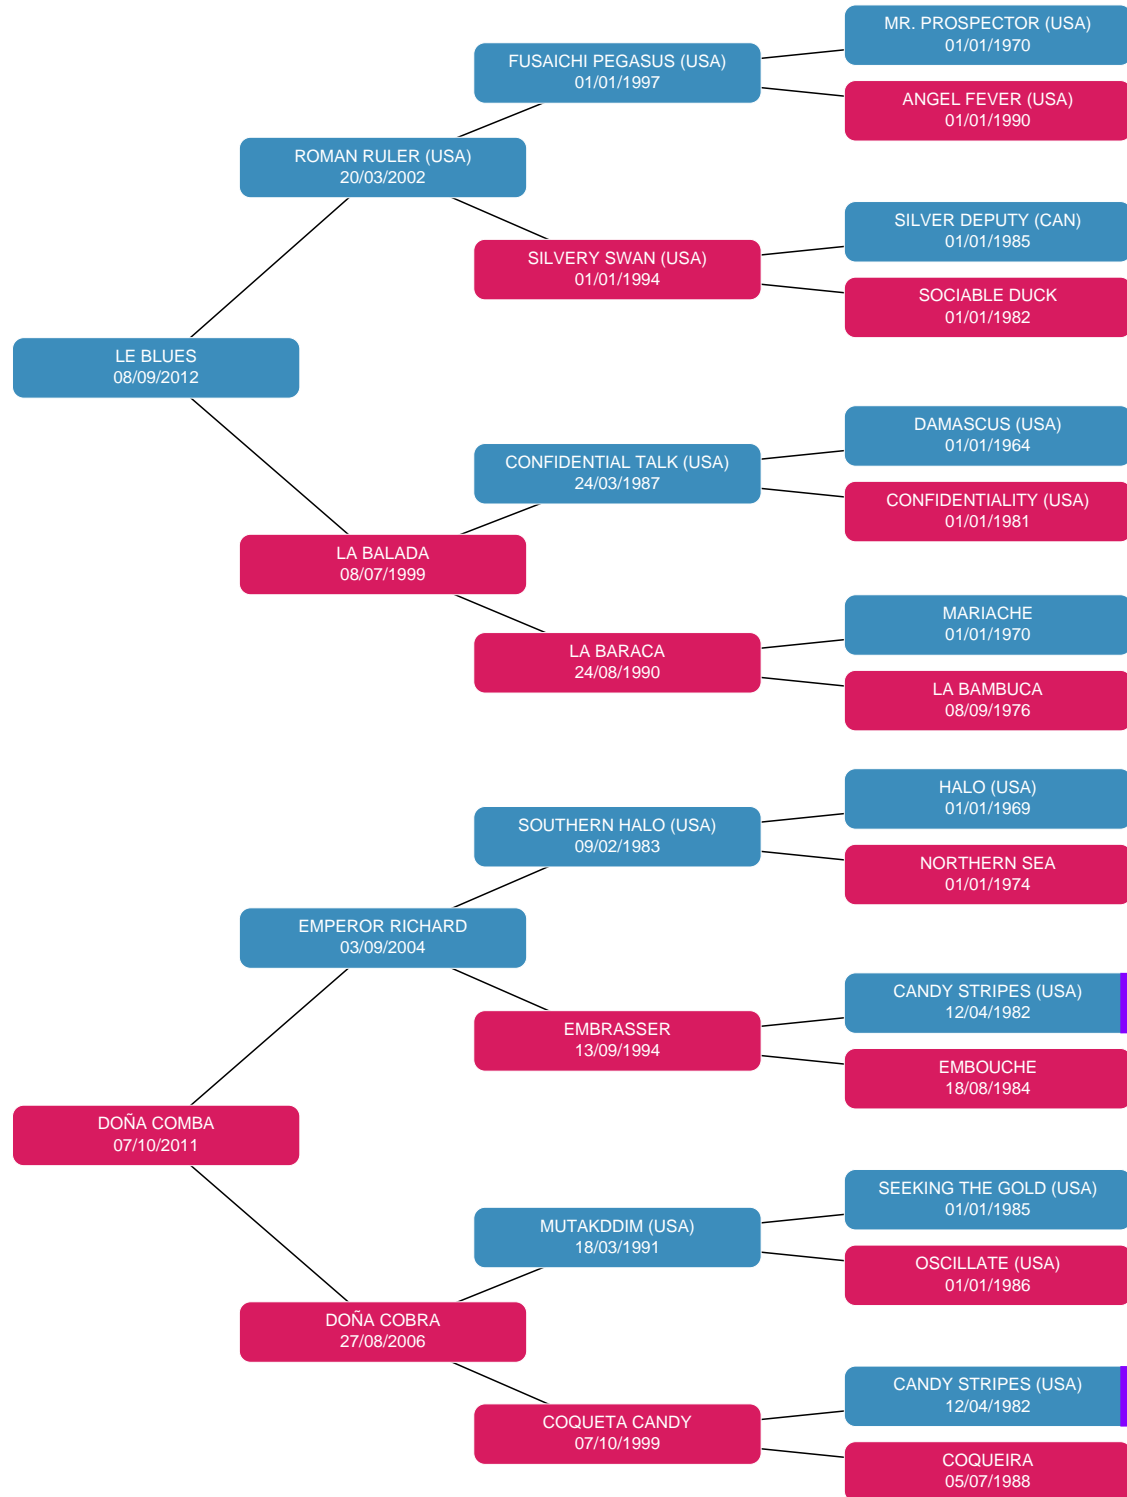 MR. PROSPECTOR (USA)
01/01/1970
FUSAICHI PEGASUS (USA)
01/01/1997
ANGEL FEVER (USA)
01/01/1990
ROMAN RULER (USA)
20/03/2002
SILVER DEPUTY (CAN)
01/01/1985
SILVERY SWAN (USA)
01/01/1994
SOCIABLE DUCK
01/01/1982
LE BLUES
08/09/2012
DAMASCUS (USA)
01/01/1964
CONFIDENTIAL TALK (USA)
24/03/1987
CONFIDENTIALITY (USA)
01/01/1981
LA BALADA
08/07/1999
MARIACHE
01/01/1970
LA BARACA
24/08/1990
LA BAMBUCA
08/09/1976
HALO (USA)
01/01/1969
SOUTHERN HALO (USA)
09/02/1983
NORTHERN SEA
01/01/1974
EMPEROR RICHARD
03/09/2004
CANDY STRIPES (USA)
12/04/1982
EMBRASSER
13/09/1994
EMBOUCHE
18/08/1984
DOÑA COMBA
07/10/2011
SEEKING THE GOLD (USA)
01/01/1985
MUTAKDDIM (USA)
18/03/1991
OSCILLATE (USA)
01/01/1986
DOÑA COBRA
27/08/2006
CANDY STRIPES (USA)
12/04/1982
COQUETA CANDY
07/10/1999
COQUEIRA
05/07/1988